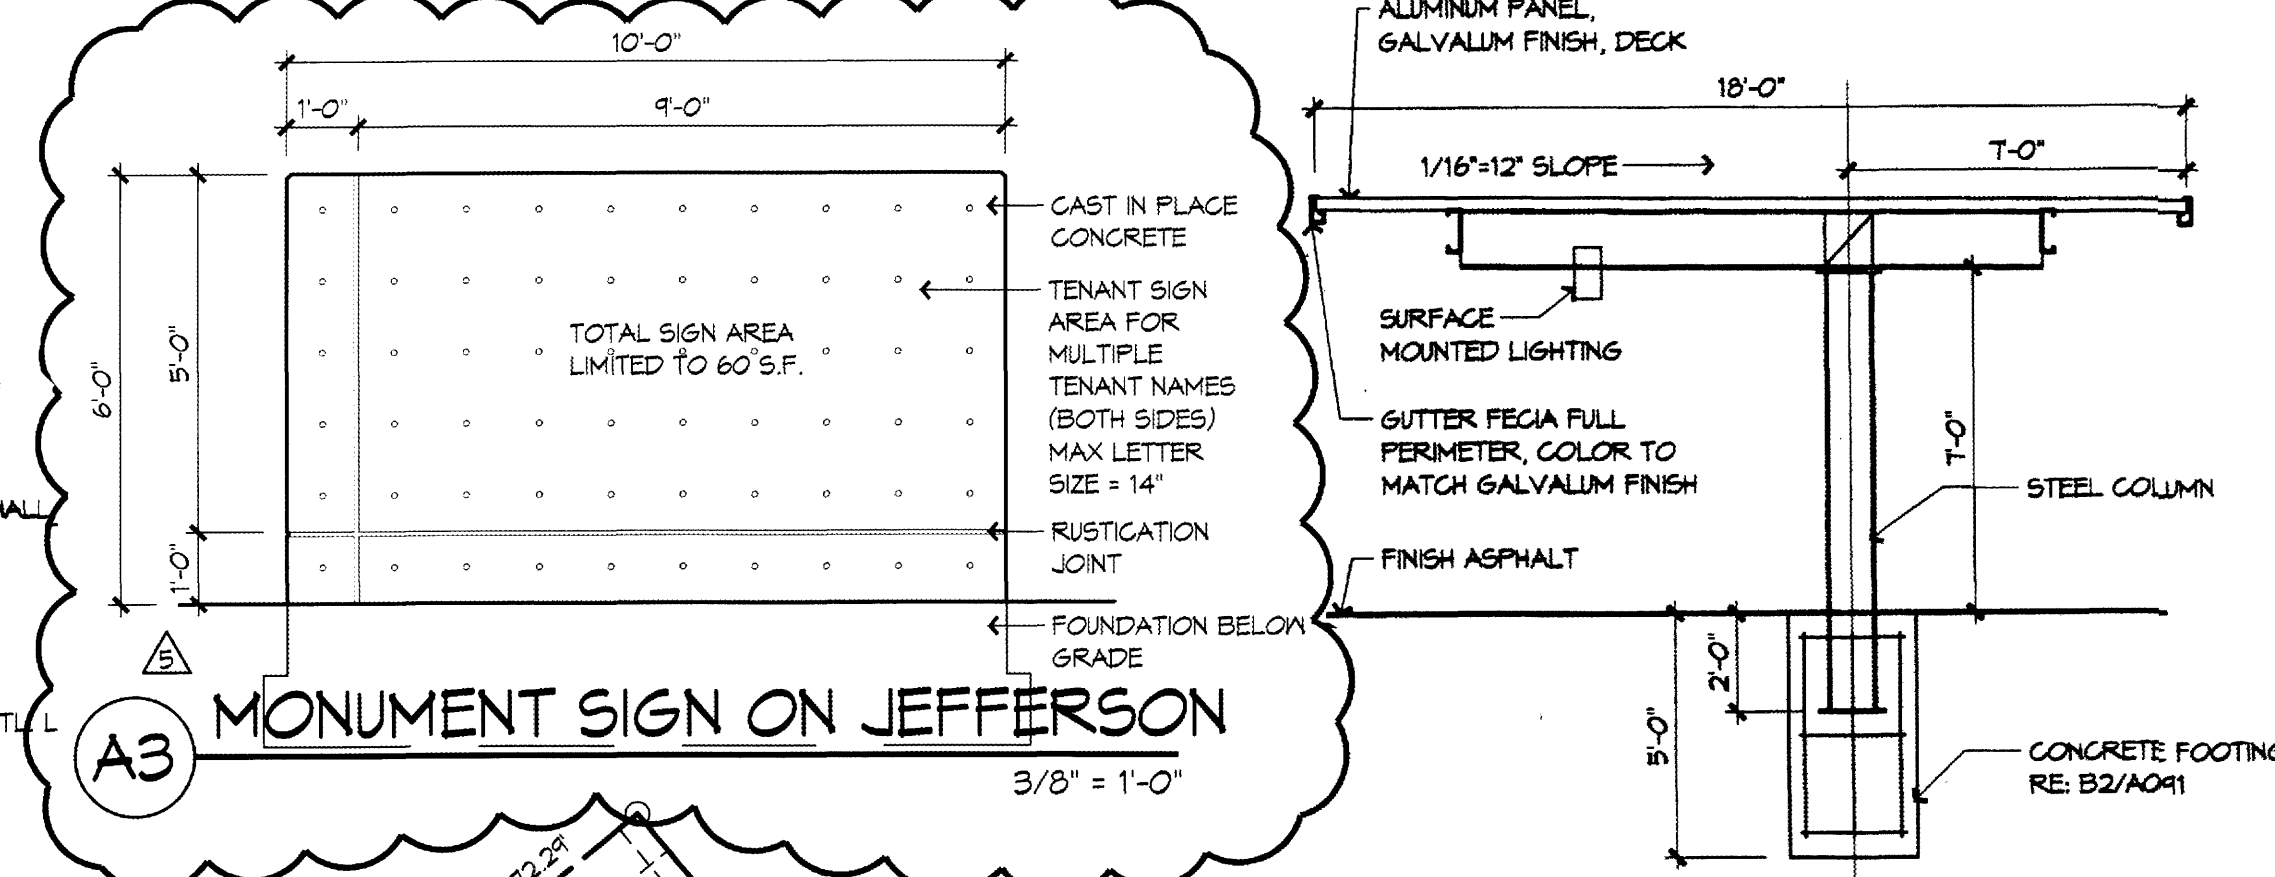 10'-0"
1'-0"
9'-0"
6'-0"
5'-0"
1'-0"
TOTAL SIGN AREA
LIMITED TO 60 S.F.
CAST IN PLACE
CONCRETE
TENANT SIGN
AREA FOR
MULTIPLE
TENANT NAMES
(BOTH SIDES)
MAX LETTER
SIZE = 14"
RUSTICATION
JOINT
FOUNDATION BELOW
GRADE
5
A3
MONUMENT SIGN ON JEFFERSON
3/8" = 1'-0"
72.29'
ALUMINUM PANEL,
GALVALUM FINISH, DECK
18'-0"
7'-0"
1/16"=12" SLOPE
SURFACE
MOUNTED LIGHTING
GUTTER FECIA FULL
PERIMETER, COLOR TO
MATCH GALVALUM FINISH
7'-0"
STEEL COLUMN
FINISH ASPHALT
2'-0"
5'-0"
CONCRETE FOOTING
RE: B2/A091